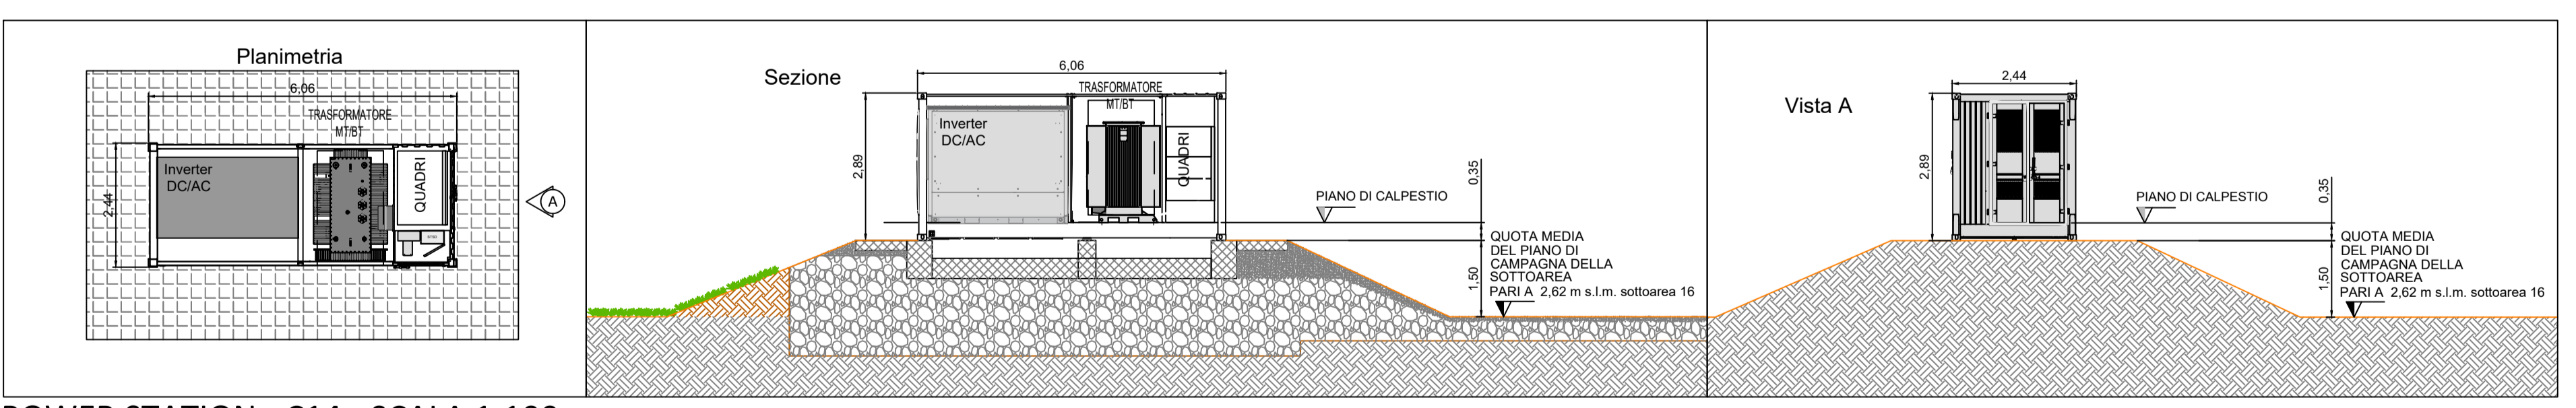 Planimetria
6,06
TRASFORMATORE
MT/BT
Inverter
DC/AC
QUADRI
2,44
A
Sezione
6,06
TRASFORMATORE
MT/BT
Inverter
DC/AC
QUADRI
2,89
PIANO DI CALPESTIO
0,35
1,50
QUOTA MEDIA
DEL PIANO DI
CAMPAGNA DELLA
SOTTOAREA
PARI A 2,62 m s.l.m. sottoarea 16
Vista A
2,44
2,89
PIANO DI CALPESTIO
0,35
1,50
QUOTA MEDIA
DEL PIANO DI
CAMPAGNA DELLA
SOTTOAREA
PARI A 2,62 m s.l.m. sottoarea 16